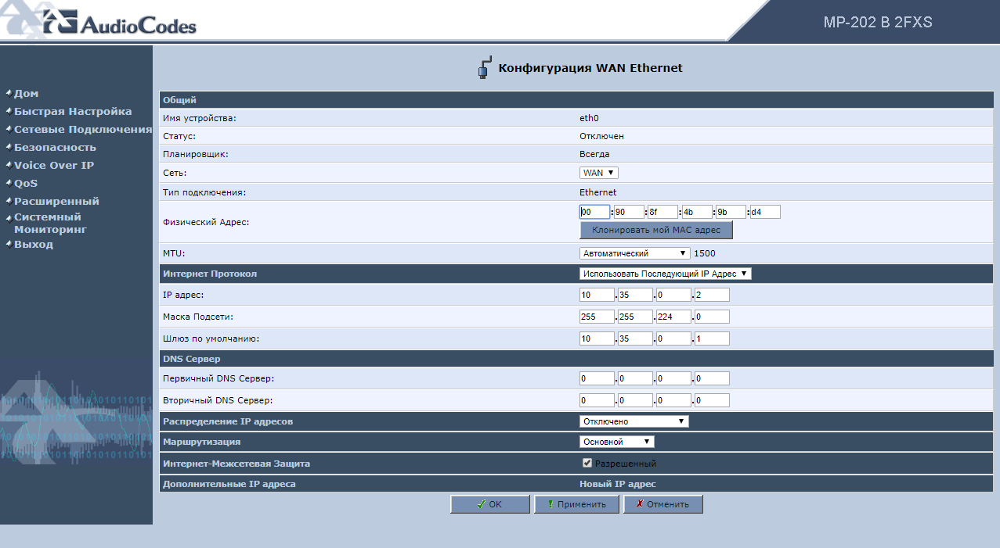 AudioCodes
MP-202 B 2FXS
Дом
Быстрая Настройка
Сетевые Подключения
Безопасность
Voice Over IP
QoS
Расширенный
Системный
Мониторинг
Выход
Конфигурация WAN Ethernet
Общий
Имя устройства: eth0
Статус: Отключен
Планировщик: Всегда
Сеть: WAN
Тип подключения: Ethernet
Физический Адрес: 00 : 90 : 8f : 4b : 9b : d4
Клонировать мой MAC адрес
MTU: Автоматический 1500
Интернет Протокол Использовать Последующий IP Адрес
IP адрес: 10 . 35 . 0 . 2
Маска Подсети: 255 . 255 . 224 . 0
Шлюз по умолчанию: 10 . 35 . 0 . 1
DNS Сервер
Первичный DNS Сервер: 0 . 0 . 0 . 0
Вторичный DNS Сервер: 0 . 0 . 0 . 0
Распределение IP адресов Отключено
Маршрутизация Основной
Интернет-Межсетевая Защита Разрешенный
Дополнительные IP адреса Новый IP адрес
OK Применить Отменить